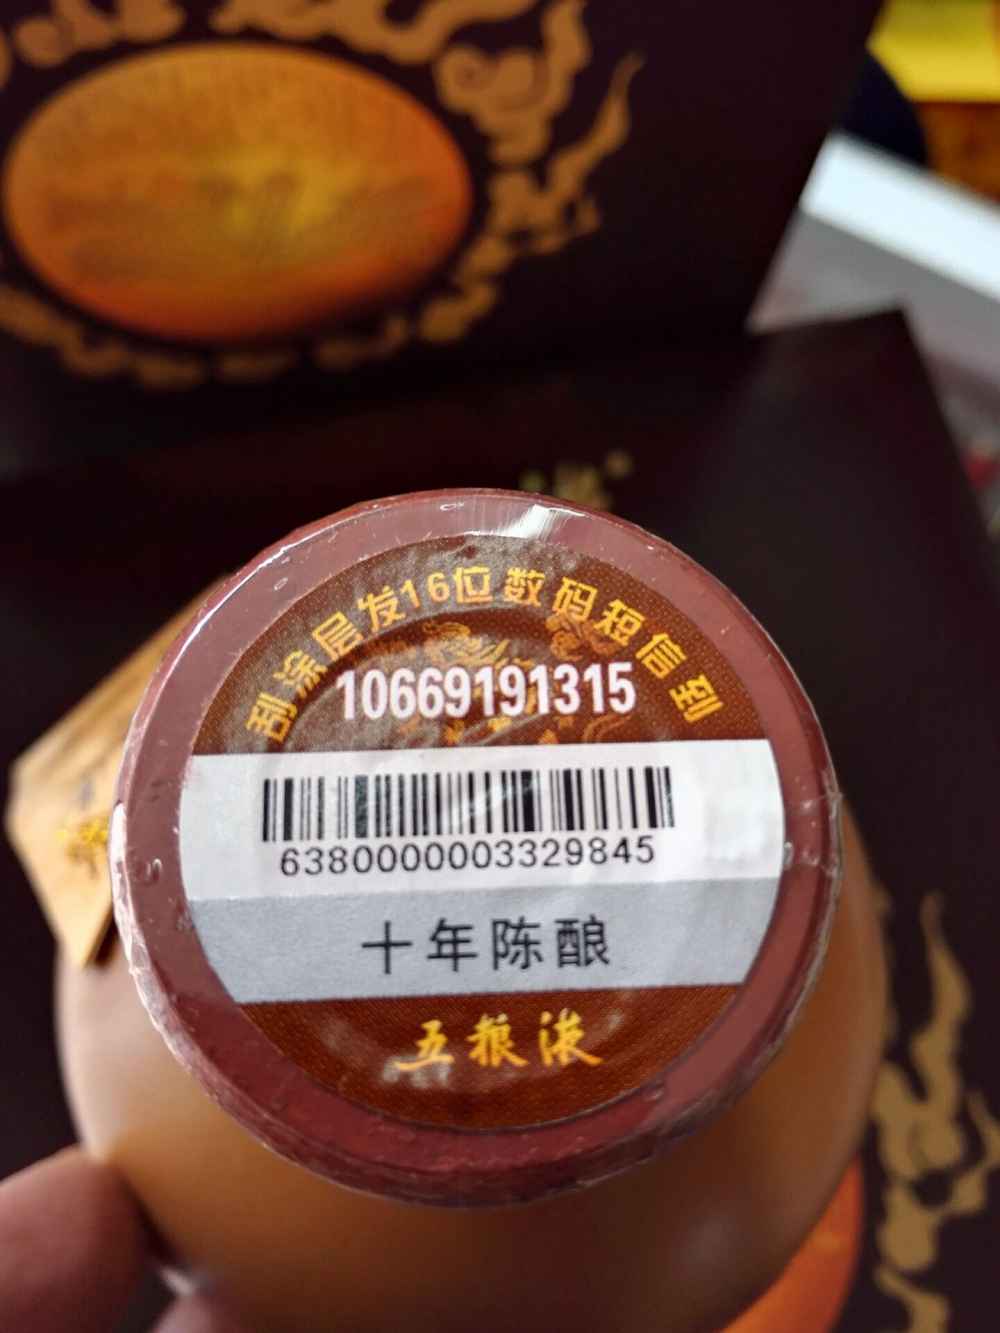 刮涂层发16位数码短信到
10669191315
6380000003329845
十年陈酿
五粮液